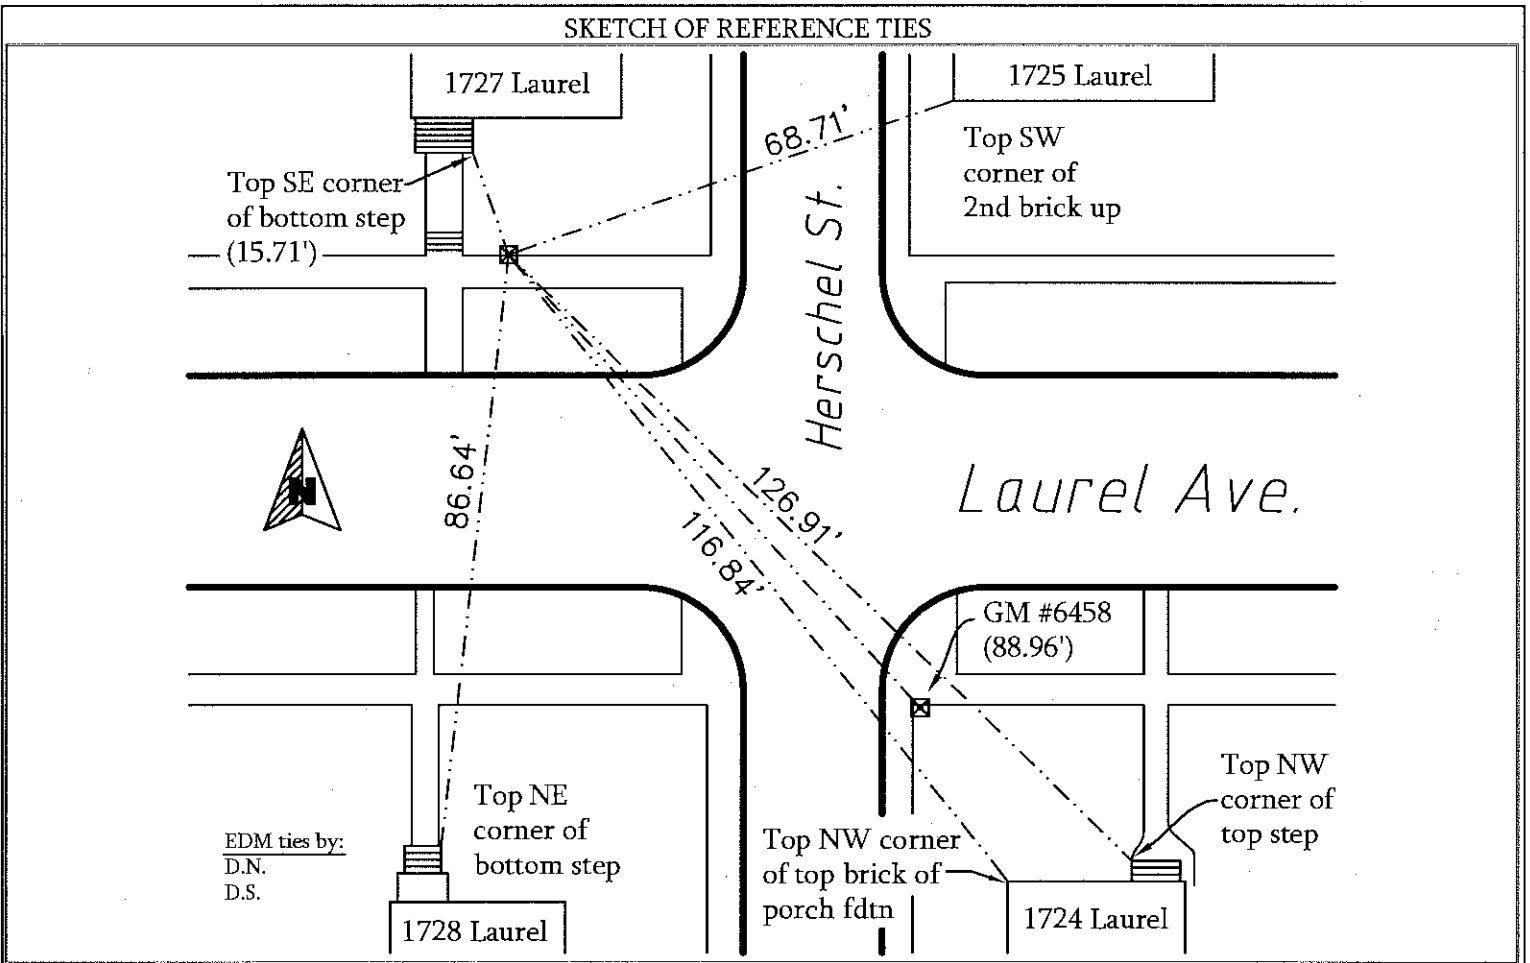 SKETCH OF REFERENCE TIES
1727 Laurel
1725 Laurel
68.71'
Top SW
corner of
2nd brick up
Top SE corner
of bottom step
(15.71')
Herschel St.
N
86.64'
126.91'
116.84'
Laurel Ave.
GM #6458
(88.96')
Top NE
corner of
bottom step
EDM ties by:
D.N.
D.S.
1728 Laurel
Top NW corner
of top brick of
porch fdtn
Top NW
corner of
top step
1724 Laurel